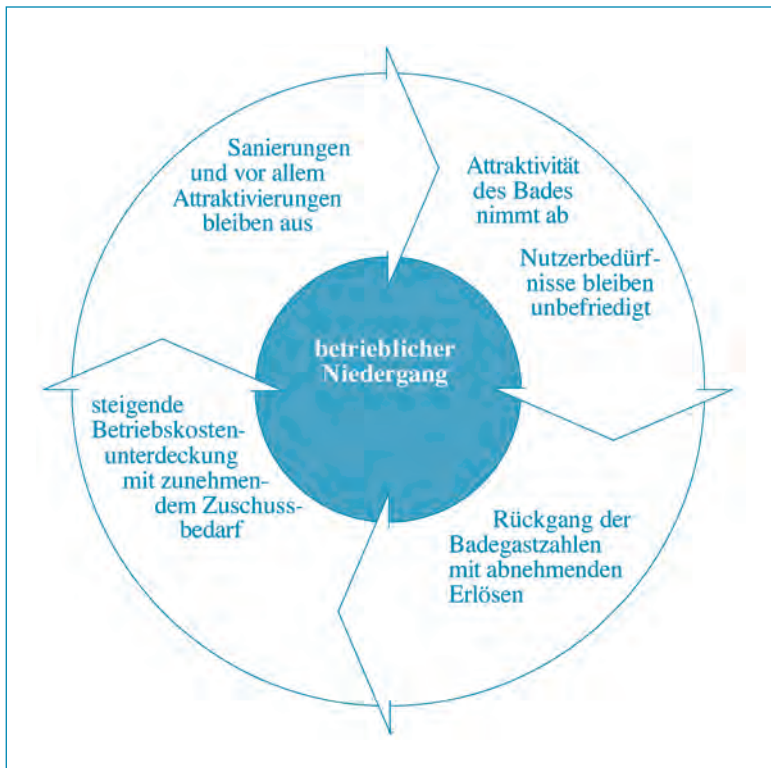 Sanierungen
und vor allem
Attraktivierungen
bleiben aus
Attraktivität
des Bades
nimmt ab
Nutzerbedürf-
nisse bleiben
unbefriedigt
betrieblicher
Niedergang
steigende
Betriebskosten-
unterdeckung
mit zunehmen-
dem Zuschuss-
bedarf
Rückgang der
Badegastzahlen
mit abnehmenden
Erlösen